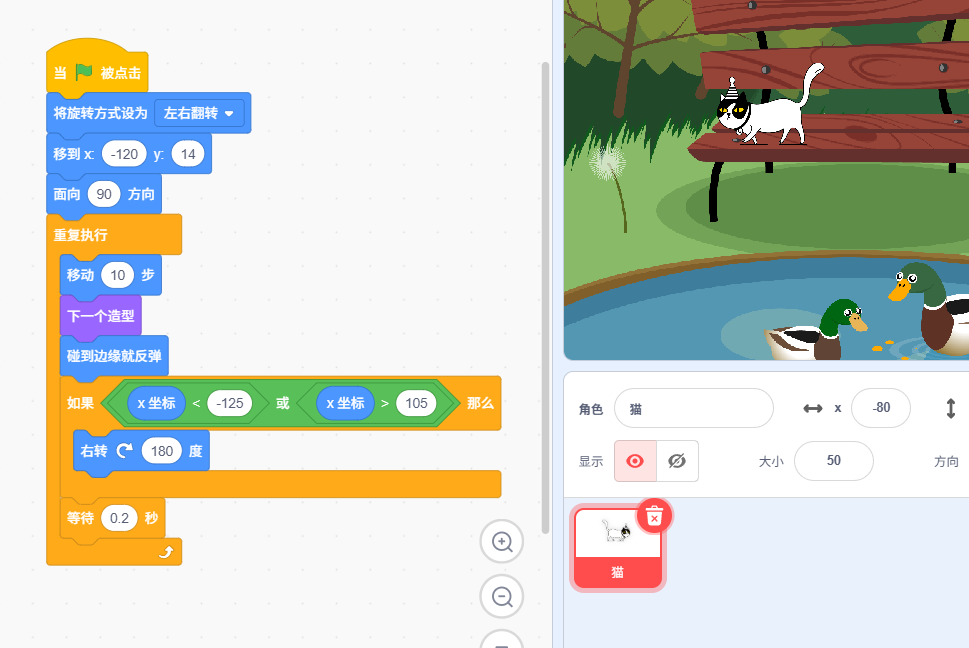 当 被点击
将旋转方式设为 左右翻转
移到 x: -120 y: 14
面向 90 方向
重复执行
移动 10 步
下一个造型
碰到边缘就反弹
如果 x 坐标 < -125 或 x 坐标 > 105 那么
右转 180 度
等待 0.2 秒
角色 猫 x -80
显示 大小 50 方向
猫